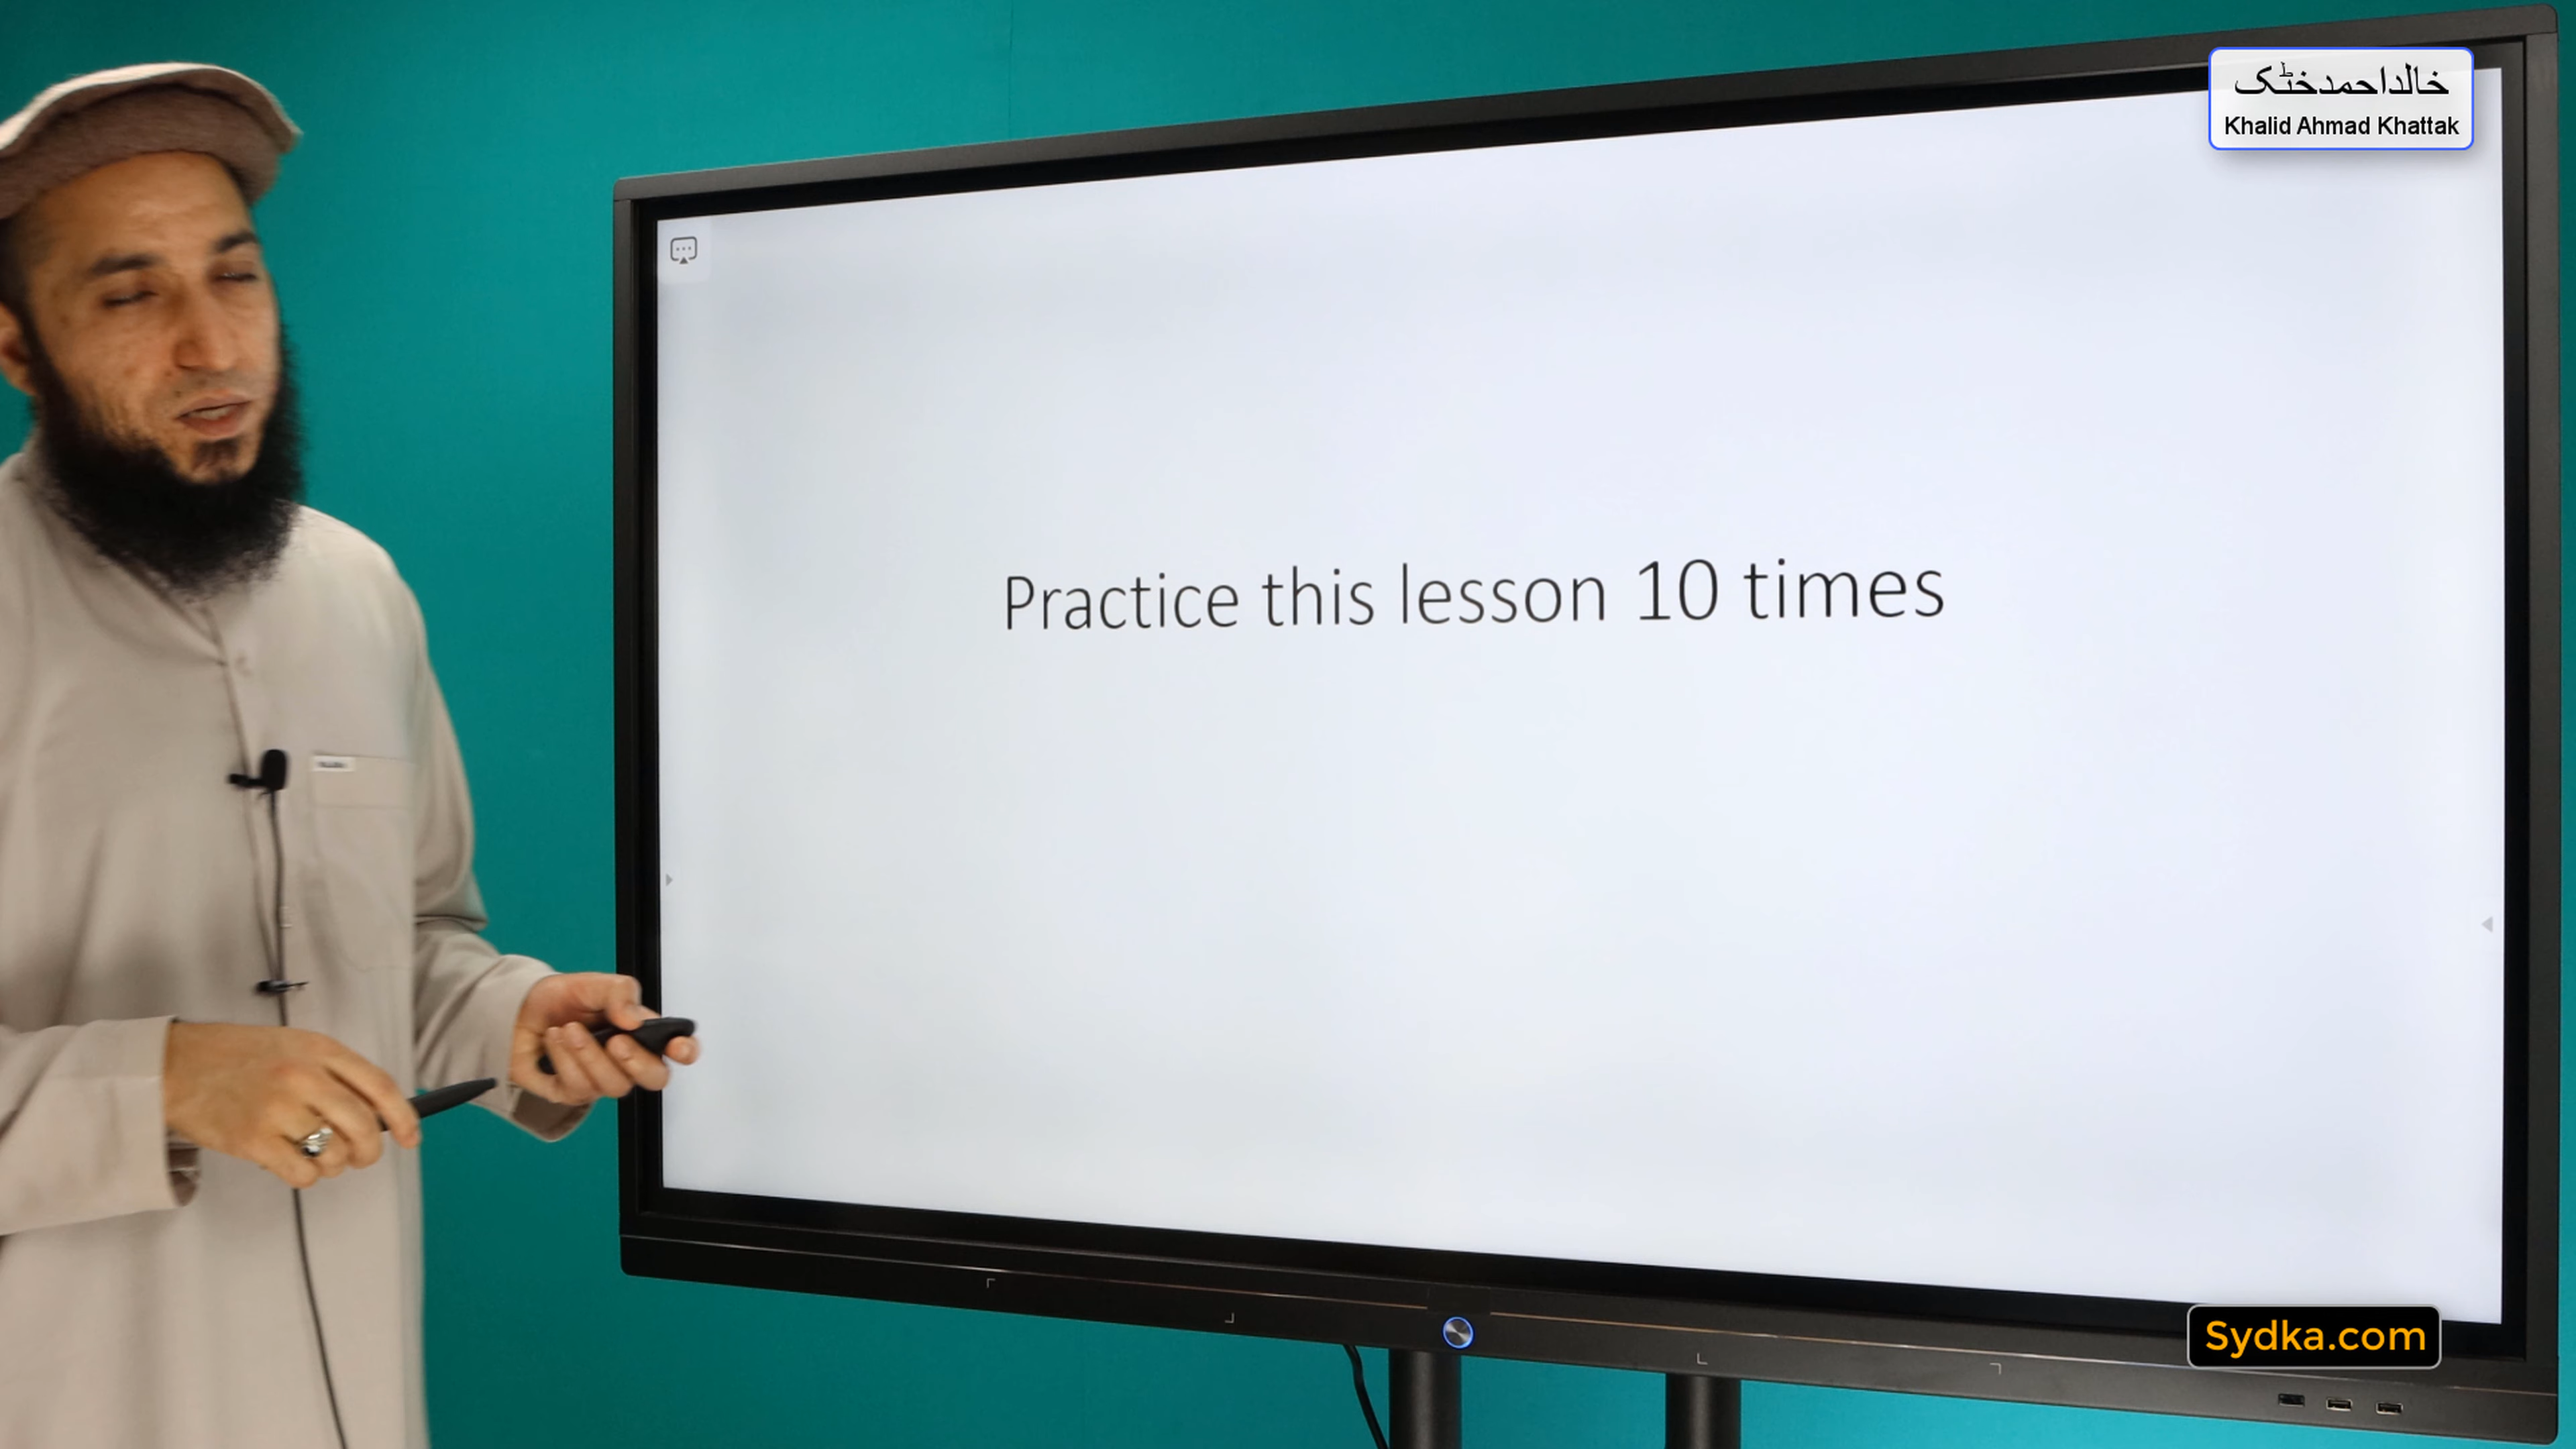 خالداحمدخٹک
Khalid Ahmad Khattak
Practice this lesson 10 times
Sydka.com